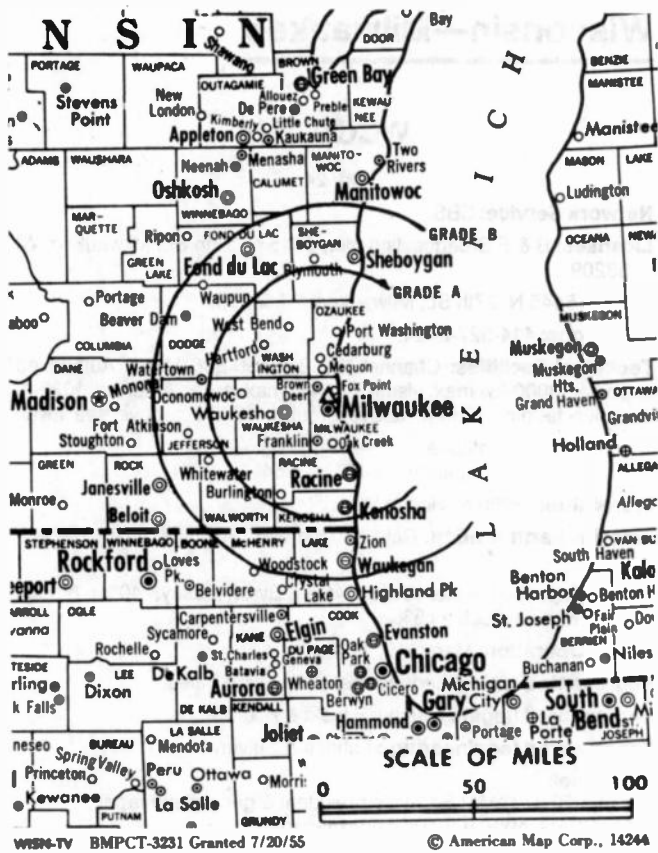 NSIN
Bay
DOOR
Shawano
PORTAGE
WAUPACA
BROWN
BENZIE
OUTAGAMIE
Green Bay
MANISTEE
Stevens Point
New London
Allouez
Preble
De Pere
KEWAUNEE
Kimberly
Little Chute
Appleton
Kaukauna
Manistee
ADAMS
WAUSHARA
Neenah
Menasha
MANITOWOC
Two Rivers
MASON
LAKE
CALUMET
Oshkosh
Manitowoc
Ludington
WINNEBAGO
MARQUETTE
Ripon
FOND DU LAC
SHEBOYGAN
GRADE B
OCEANA
GREEN LAKE
Fond du Lac
Plymouth
Sheboygan
Waupun
GRADE A
Portage
OZAUKEE
Beaver Dam
West Bend
Port Washington
MUSKEGON
COLUMBIA
DODGE
Hartford
WASHINGTON
Cedarburg
Muskegon
DANE
Watertown
Mequon
Muskegon Hts.
Monona
Oconomowoc
Brown Deer
Fox Point
Grand Haven
OTTAWA
Madison
Waukesha
Milwaukee
Fort Atkinson
WAUKESHA
MILWAUKEE
Stoughton
JEFFERSON
Franklin
Oak Creek
Holland
GREEN
ROCK
Whitewater
RACINE
Racine
Janesville
Burlington
Monroe
Beloit
WALWORTH
KENOSHA
Kenosha
LAKE MICH
STEPHENSON
WINNEBAGO
BOONE
McHENRY
LAKE
Zion
South Haven
Rockford
Loves Pk.
Woodstock
Waukegan
Belvidere
Crystal Lake
Highland Pk
Benton Harbor
OGLE
Carpentersville
COOK
St. Joseph
Fair Plain
Sycamore
KANE
Elgin
Evanston
BERRIEN
Rochelle
St. Charles
DU PAGE
Oak Park
Buchanan
Niles
LEE
De Kalb
Geneva
Batavia
Chicago
Dixon
Aurora
Wheaton
Cicero
Michigan City
DE KALB
KENDALL
Berwyn
Gary
South Bend
Hammond
Portage
La Porte
ST. JOSEPH
BUREAU
LA SALLE
Joliet
Mendota
SCALE OF MILES
Spring Valley
Princeton
Peru
Ottawa
Kewanee
La Salle
PUTNAM
GRUNDY
0 50 100
WISN-TV BMPCT-3231 Granted 7/20/55 © American Map Corp., 14244